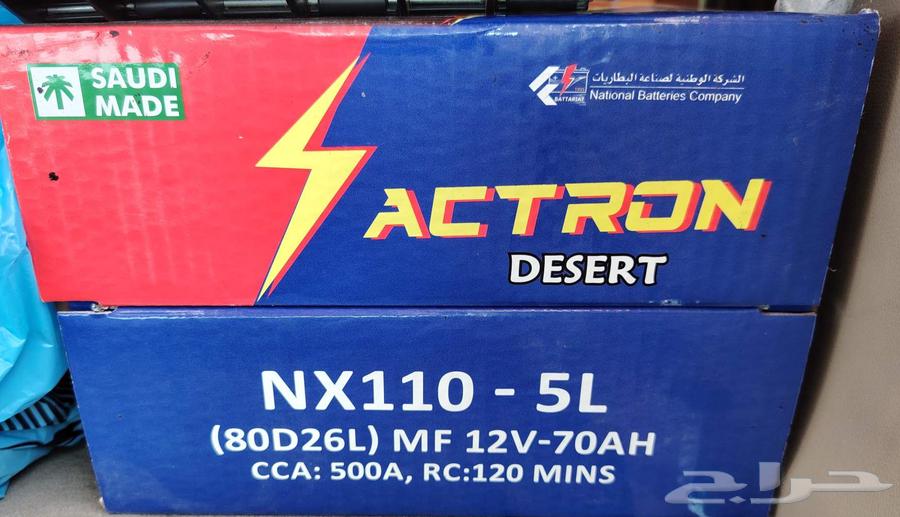 SAUDI
MADE
الشركة الوطنية لصناعة البطاريات
National Batteries Company
BATTARIAT
ACTRON
DESERT
NX110 - 5L
(80D26L) MF 12V-70AH
CCA: 500A, RC:120 MINS
حراج